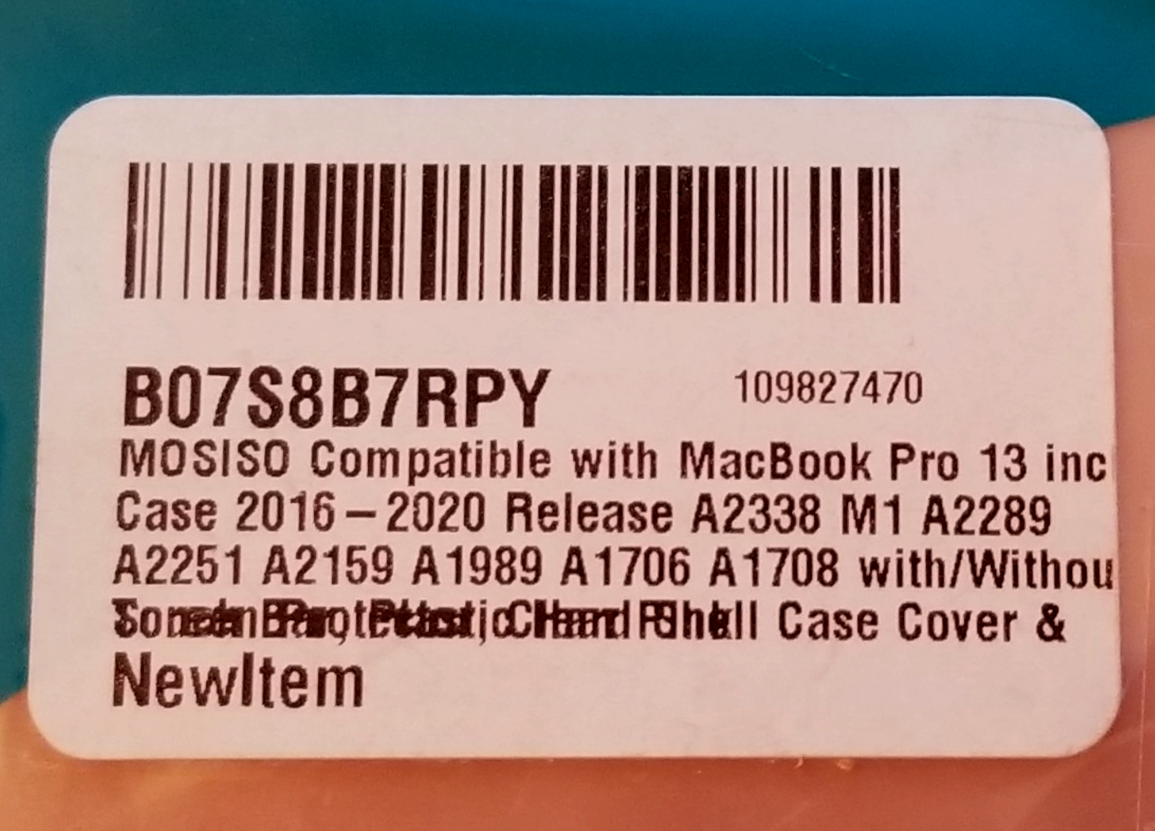 B07S8B7RPY
109827470
MOSISO Compatible with MacBook Pro 13 inc
Case 2016–2020 Release A2338 M1 A2289
A2251 A2159 A1989 A1706 A1708 with/Withou
Case Cover &
NewItem